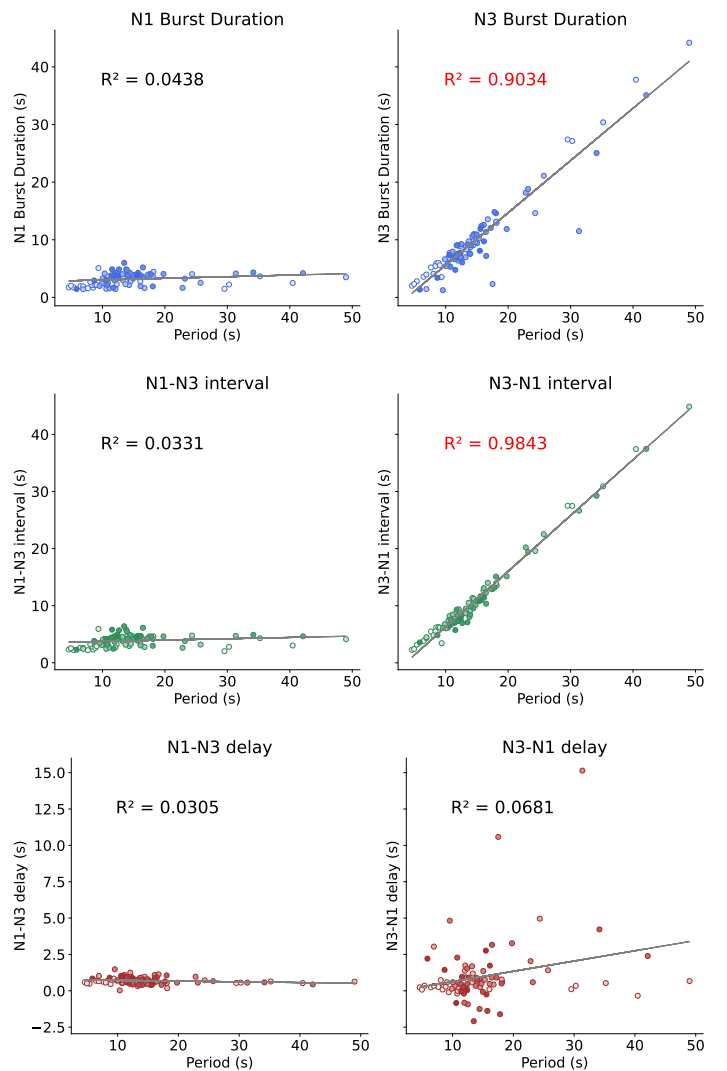 N1 Burst Duration
N3 Burst Duration
R² = 0.0438
R² = 0.9034
N1 Burst Duration (s)
N3 Burst Duration (s)
40
30
20
10
0
10 20 30 40 50
10 20 30 40 50
Period (s)
Period (s)
N1-N3 interval
N3-N1 interval
R² = 0.0331
R² = 0.9843
N1-N3 interval (s)
N3-N1 interval (s)
40
30
20
10
0
10 20 30 40 50
10 20 30 40 50
Period (s)
Period (s)
N1-N3 delay
N3-N1 delay
R² = 0.0305
R² = 0.0681
N1-N3 delay (s)
N3-N1 delay (s)
15.0
12.5
10.0
7.5
5.0
2.5
0.0
−2.5
10 20 30 40 50
10 20 30 40 50
Period (s)
Period (s)